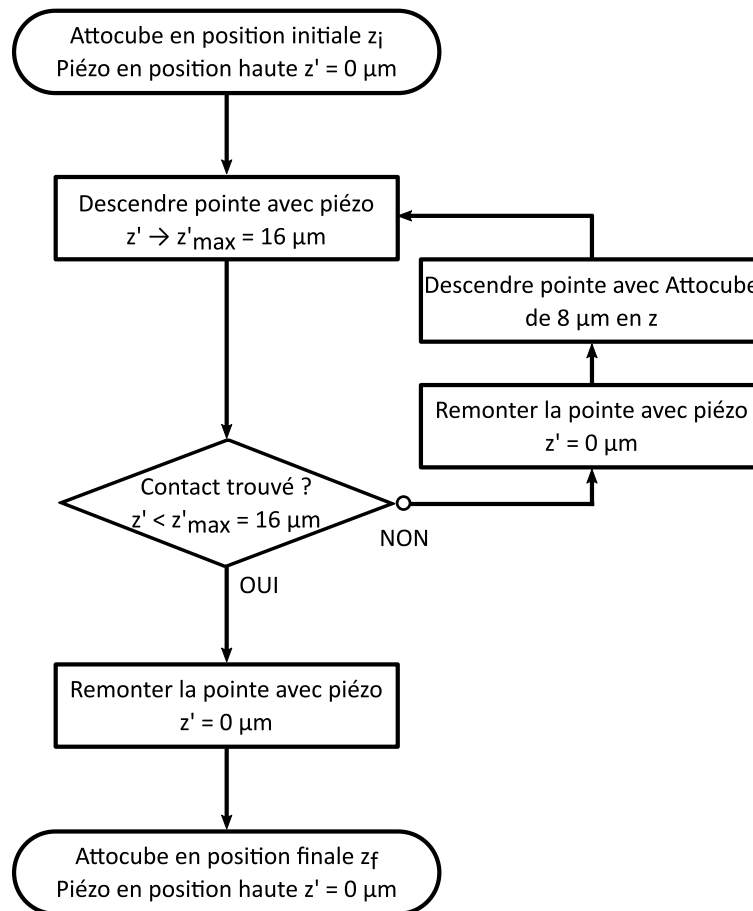 Attocube en position initiale zi
Piézo en position haute z' = 0 µm
Descendre pointe avec piézo
z' → z'max = 16 µm
Descendre pointe avec Attocube
de 8 µm en z
Remonter la pointe avec piézo
z' = 0 µm
Contact trouvé ?
z' < z'max = 16 µm
NON
OUI
Remonter la pointe avec piézo
z' = 0 µm
Attocube en position finale zf
Piézo en position haute z' = 0 µm